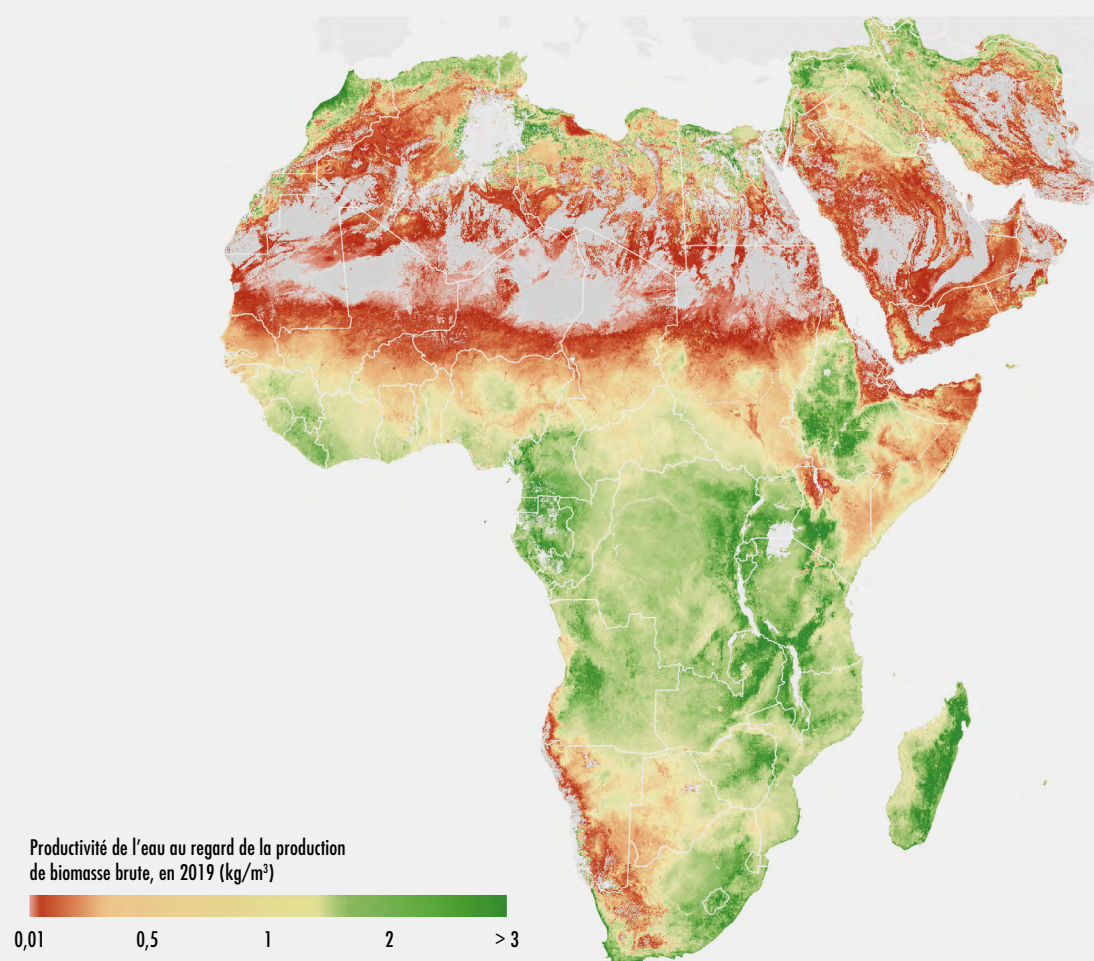 Productivité de l'eau au regard de la production
de biomasse brute, en 2019 (kg/m³)
0,01 0,5 1 2 > 3